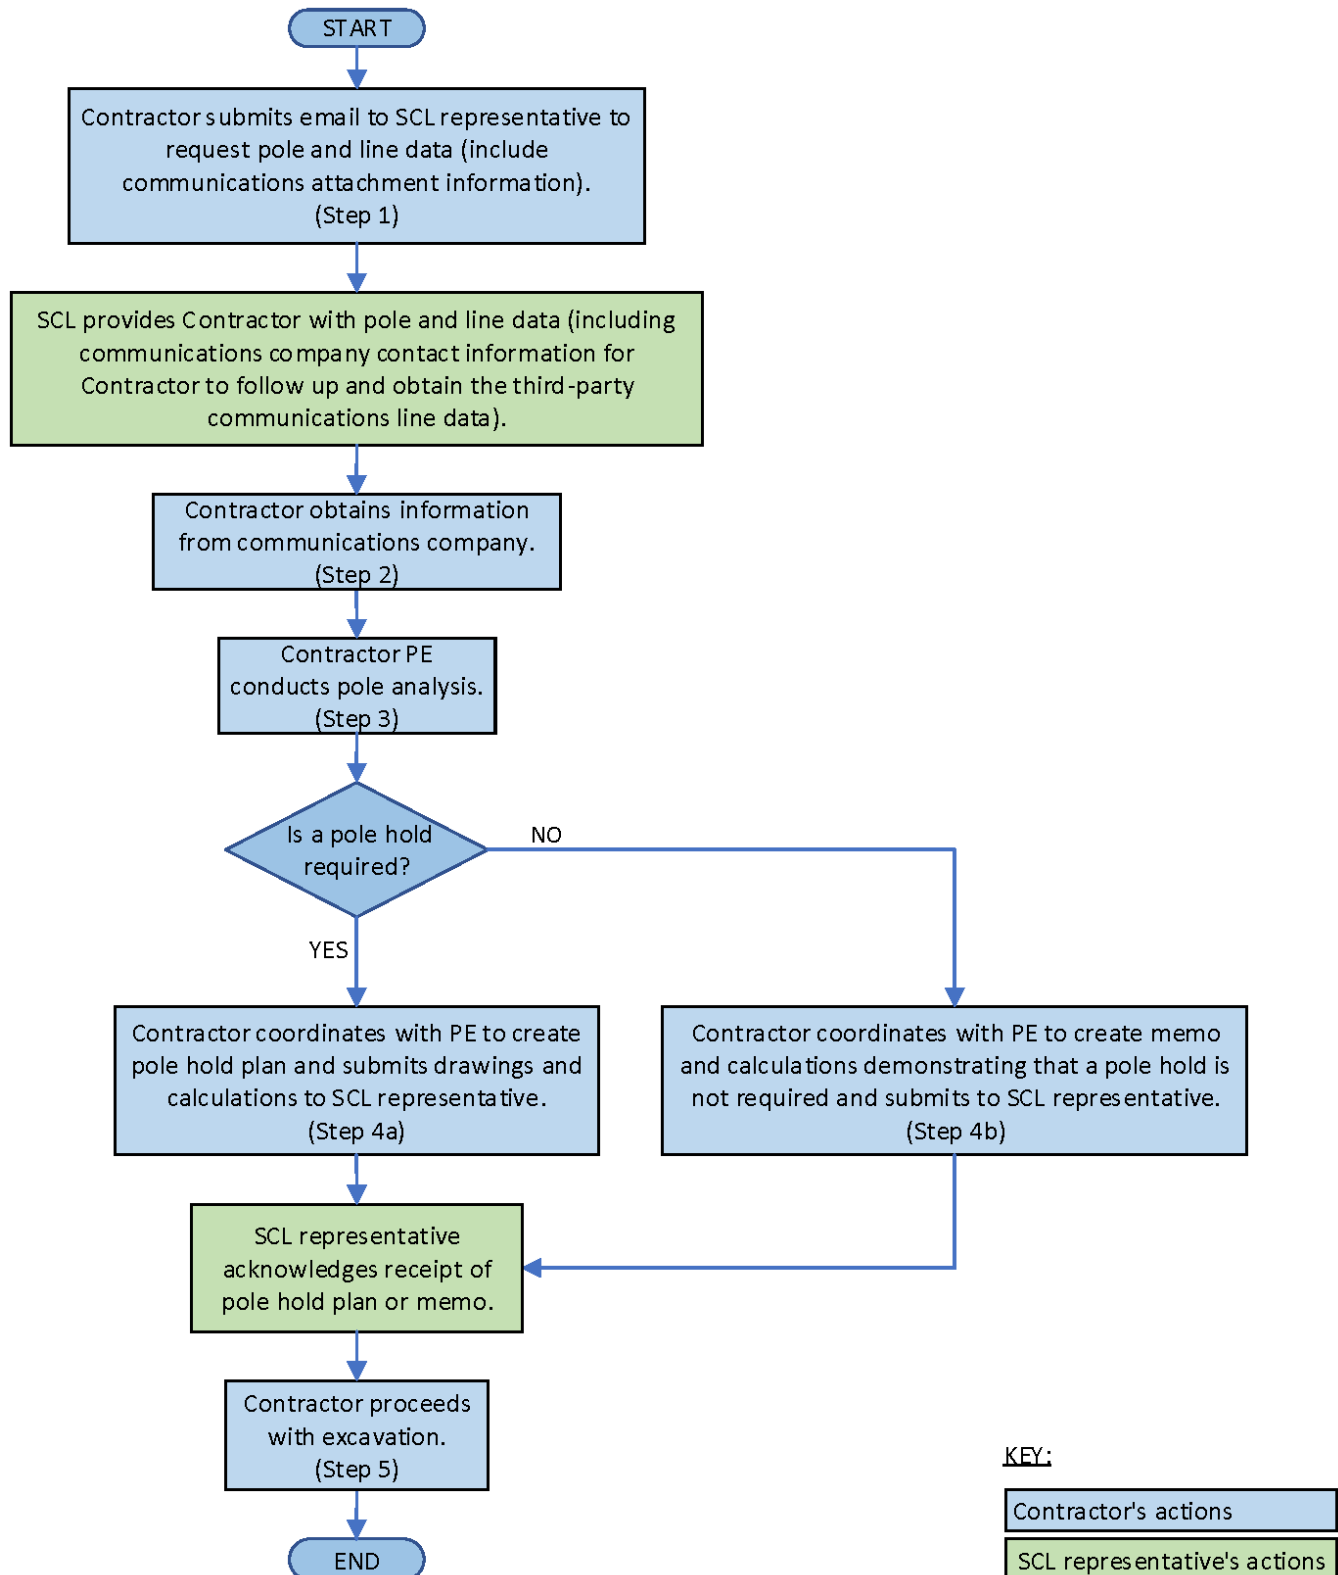 START
Contractor submits email to SCL representative to
request pole and line data (include
communications attachment information).
(Step 1)
SCL provides Contractor with pole and line data (including
communications company contact information for
Contractor to follow up and obtain the third-party
communications line data).
Contractor obtains information
from communications company.
(Step 2)
Contractor PE
conducts pole analysis.
(Step 3)
Is a pole hold
required?
NO
YES
Contractor coordinates with PE to create
pole hold plan and submits drawings and
calculations to SCL representative.
(Step 4a)
Contractor coordinates with PE to create memo
and calculations demonstrating that a pole hold is
not required and submits to SCL representative.
(Step 4b)
SCL representative
acknowledges receipt of
pole hold plan or memo.
Contractor proceeds
with excavation.
(Step 5)
END
KEY:
Contractor's actions
SCL representative's actions